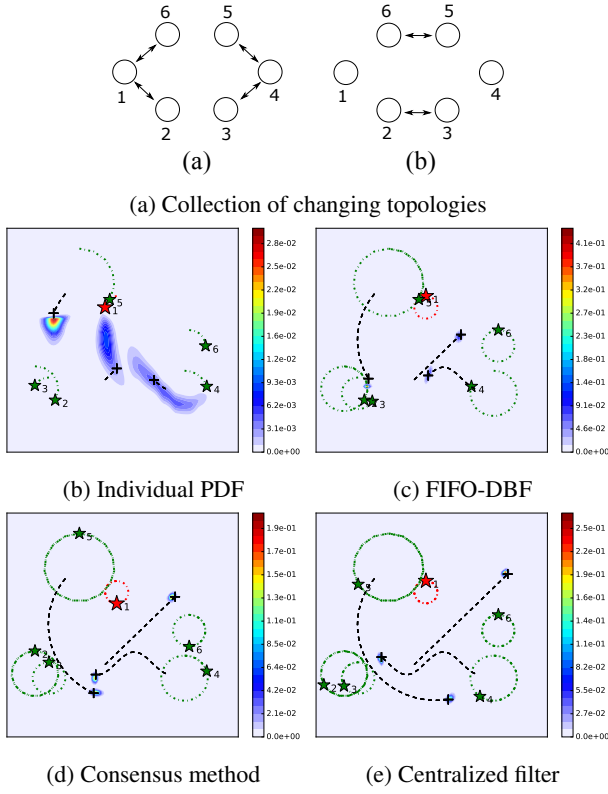 6 5 6 5
1 4 1 4
2 3 2 3
(a) (b)
(a) Collection of changing topologies
2.8e-02
2.5e-02
2.2e-02
1.9e-02
1.6e-02
1.2e-02
9.3e-03
6.2e-03
3.1e-03
0.0e+00
5
1
6
3
2
4
4.1e-01
3.7e-01
3.2e-01
2.8e-01
2.3e-01
1.8e-01
1.4e-01
9.2e-02
4.6e-02
0.0e+00
1
6
4
3
(b) Individual PDF (c) FIFO-DBF
1.9e-01
1.7e-01
1.5e-01
1.3e-01
1.1e-01
8.6e-02
6.4e-02
4.3e-02
2.1e-02
0.0e+00
5
1
6
2
4
2.5e-01
2.3e-01
2.0e-01
1.7e-01
1.4e-01
1.1e-01
8.6e-02
5.7e-02
2.9e-02
0.0e+00
1
6
2
3
4
(d) Consensus method (e) Centralized filter